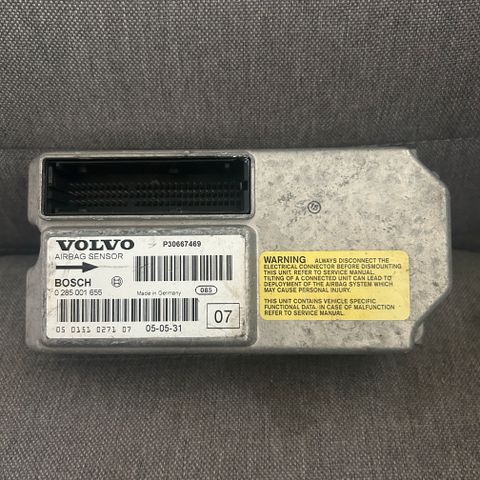 VOLVO
AIRBAG SENSOR
P30667469
BOSCH
0 285 001 655
Made in Germany
085
05 0151 0271 07
05-05-31
07
WARNING ALWAYS DISCONNECT THE
ELECTRICAL CONNECTOR BEFORE DISMOUNTING
THIS UNIT. REFER TO SERVICE MANUAL.
TILTING OF A CONNECTED UNIT CAN LEAD TO
DEPLOYMENT OF THE AIRBAG SYSTEM WHICH
MAY CAUSE PERSONAL INJURY.
THIS UNIT CONTAINS VEHICLE SPECIFIC
FUNCTIONAL DATA. IN CASE OF MALFUNCTION
REFER TO SERVICE MANUAL.